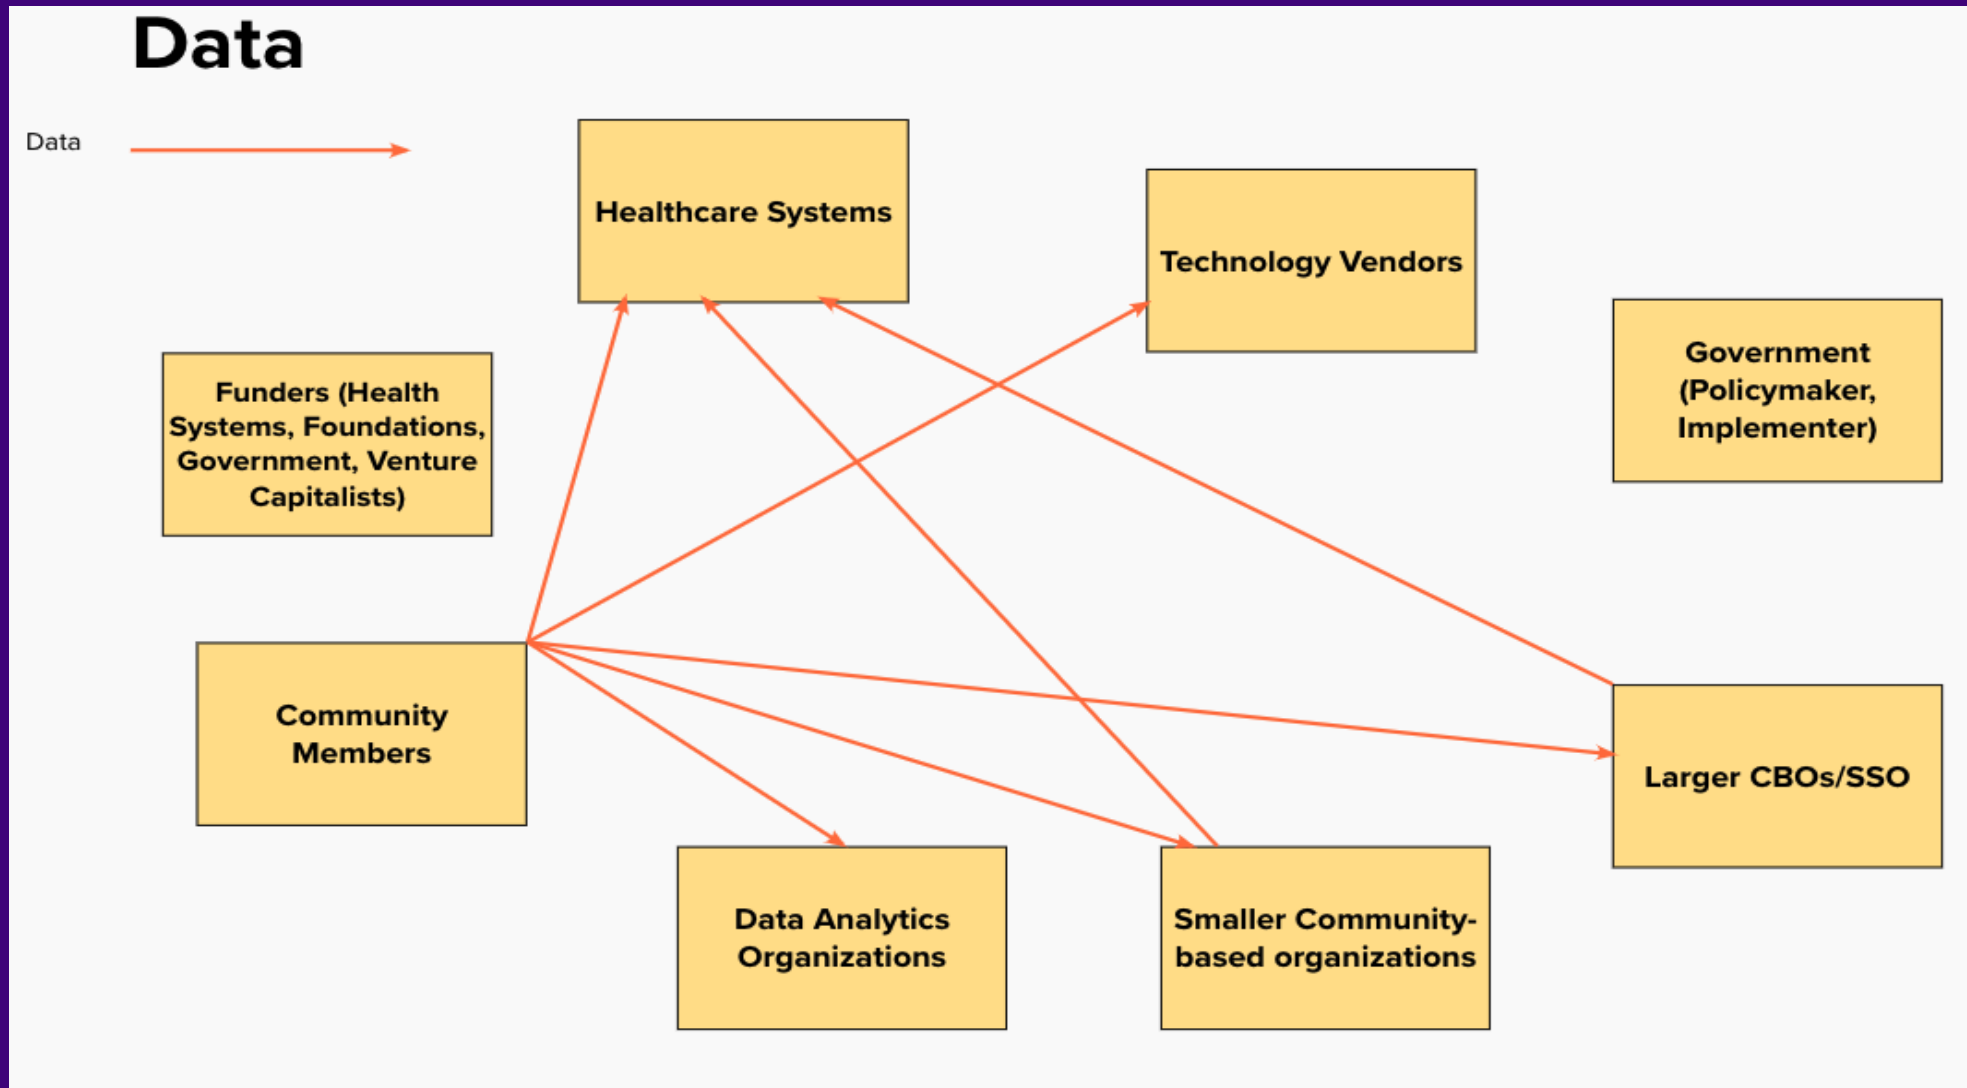 Data
Data
Healthcare Systems
Technology Vendors
Government
(Policymaker,
Implementer)
Funders (Health
Systems, Foundations,
Government, Venture
Capitalists)
Community
Members
Larger CBOs/SSO
Data Analytics
Organizations
Smaller Community-
based organizations